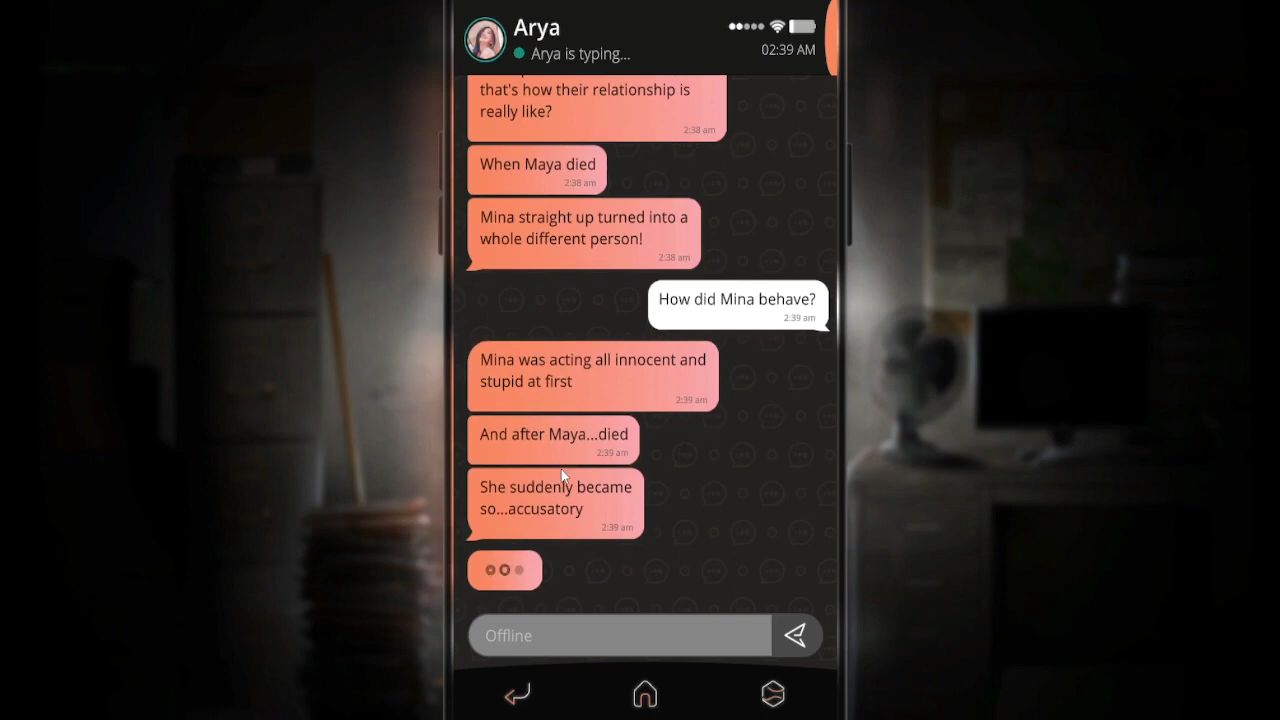 Arya
Arya is typing...
02:39 AM
that's how their relationship is
really like?
2:38 am
When Maya died
2:38 am
Mina straight up turned into a
whole different person!
2:38 am
How did Mina behave?
2:39 am
Mina was acting all innocent and
stupid at first
2:39 am
And after Maya...died
2:39 am
She suddenly became
so...accusatory
2:39 am
Offline